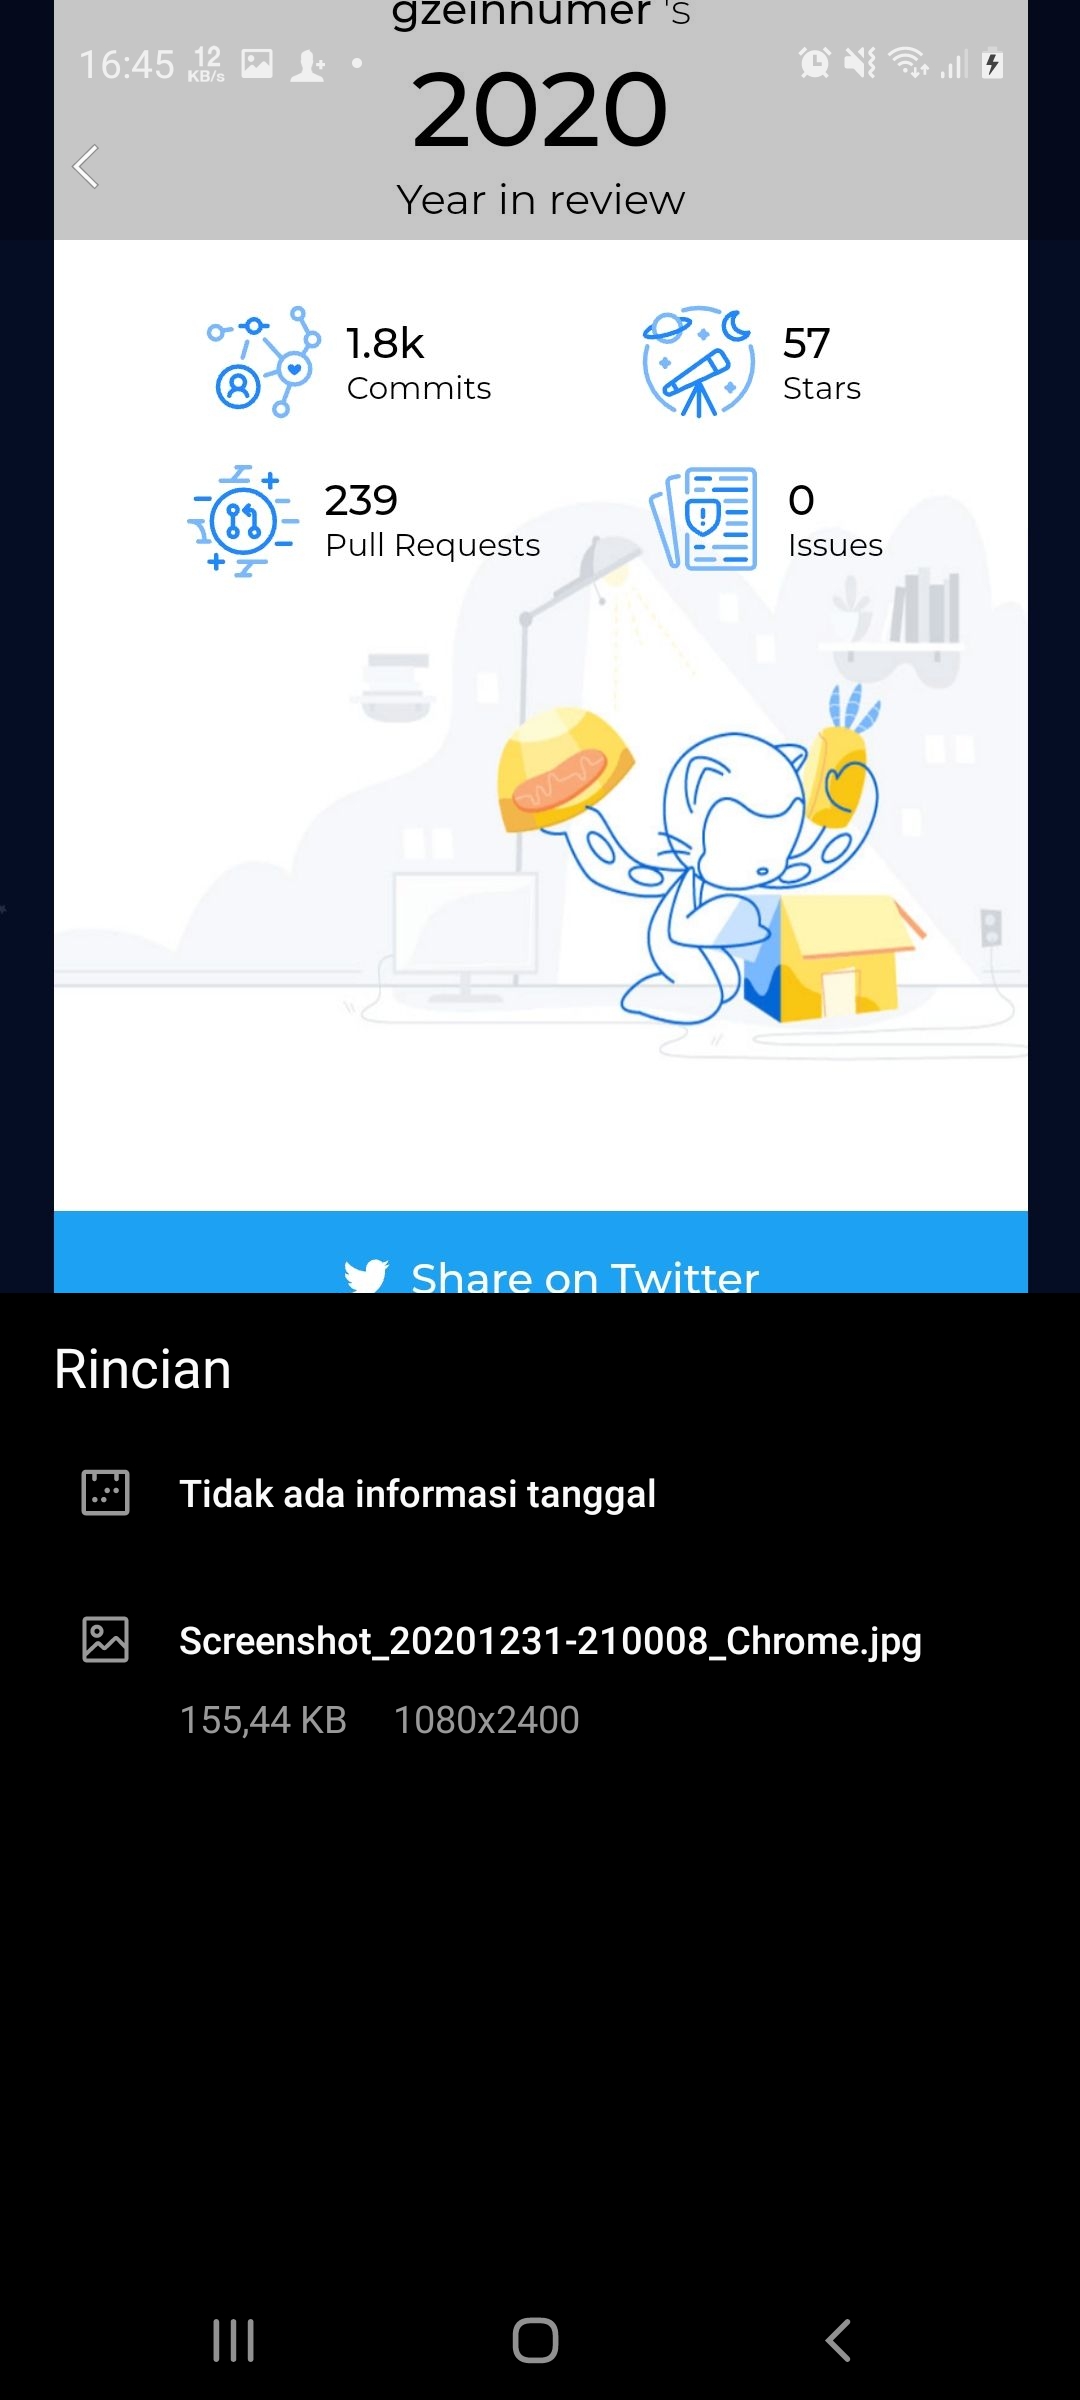 gzeinnumer 's
16:45 12 KB/s
2020
Year in review
1.8k
Commits
57
Stars
239
Pull Requests
0
Issues
Share on Twitter
Rincian
Tidak ada informasi tanggal
Screenshot_20201231-210008_Chrome.jpg
155,44 KB 1080x2400